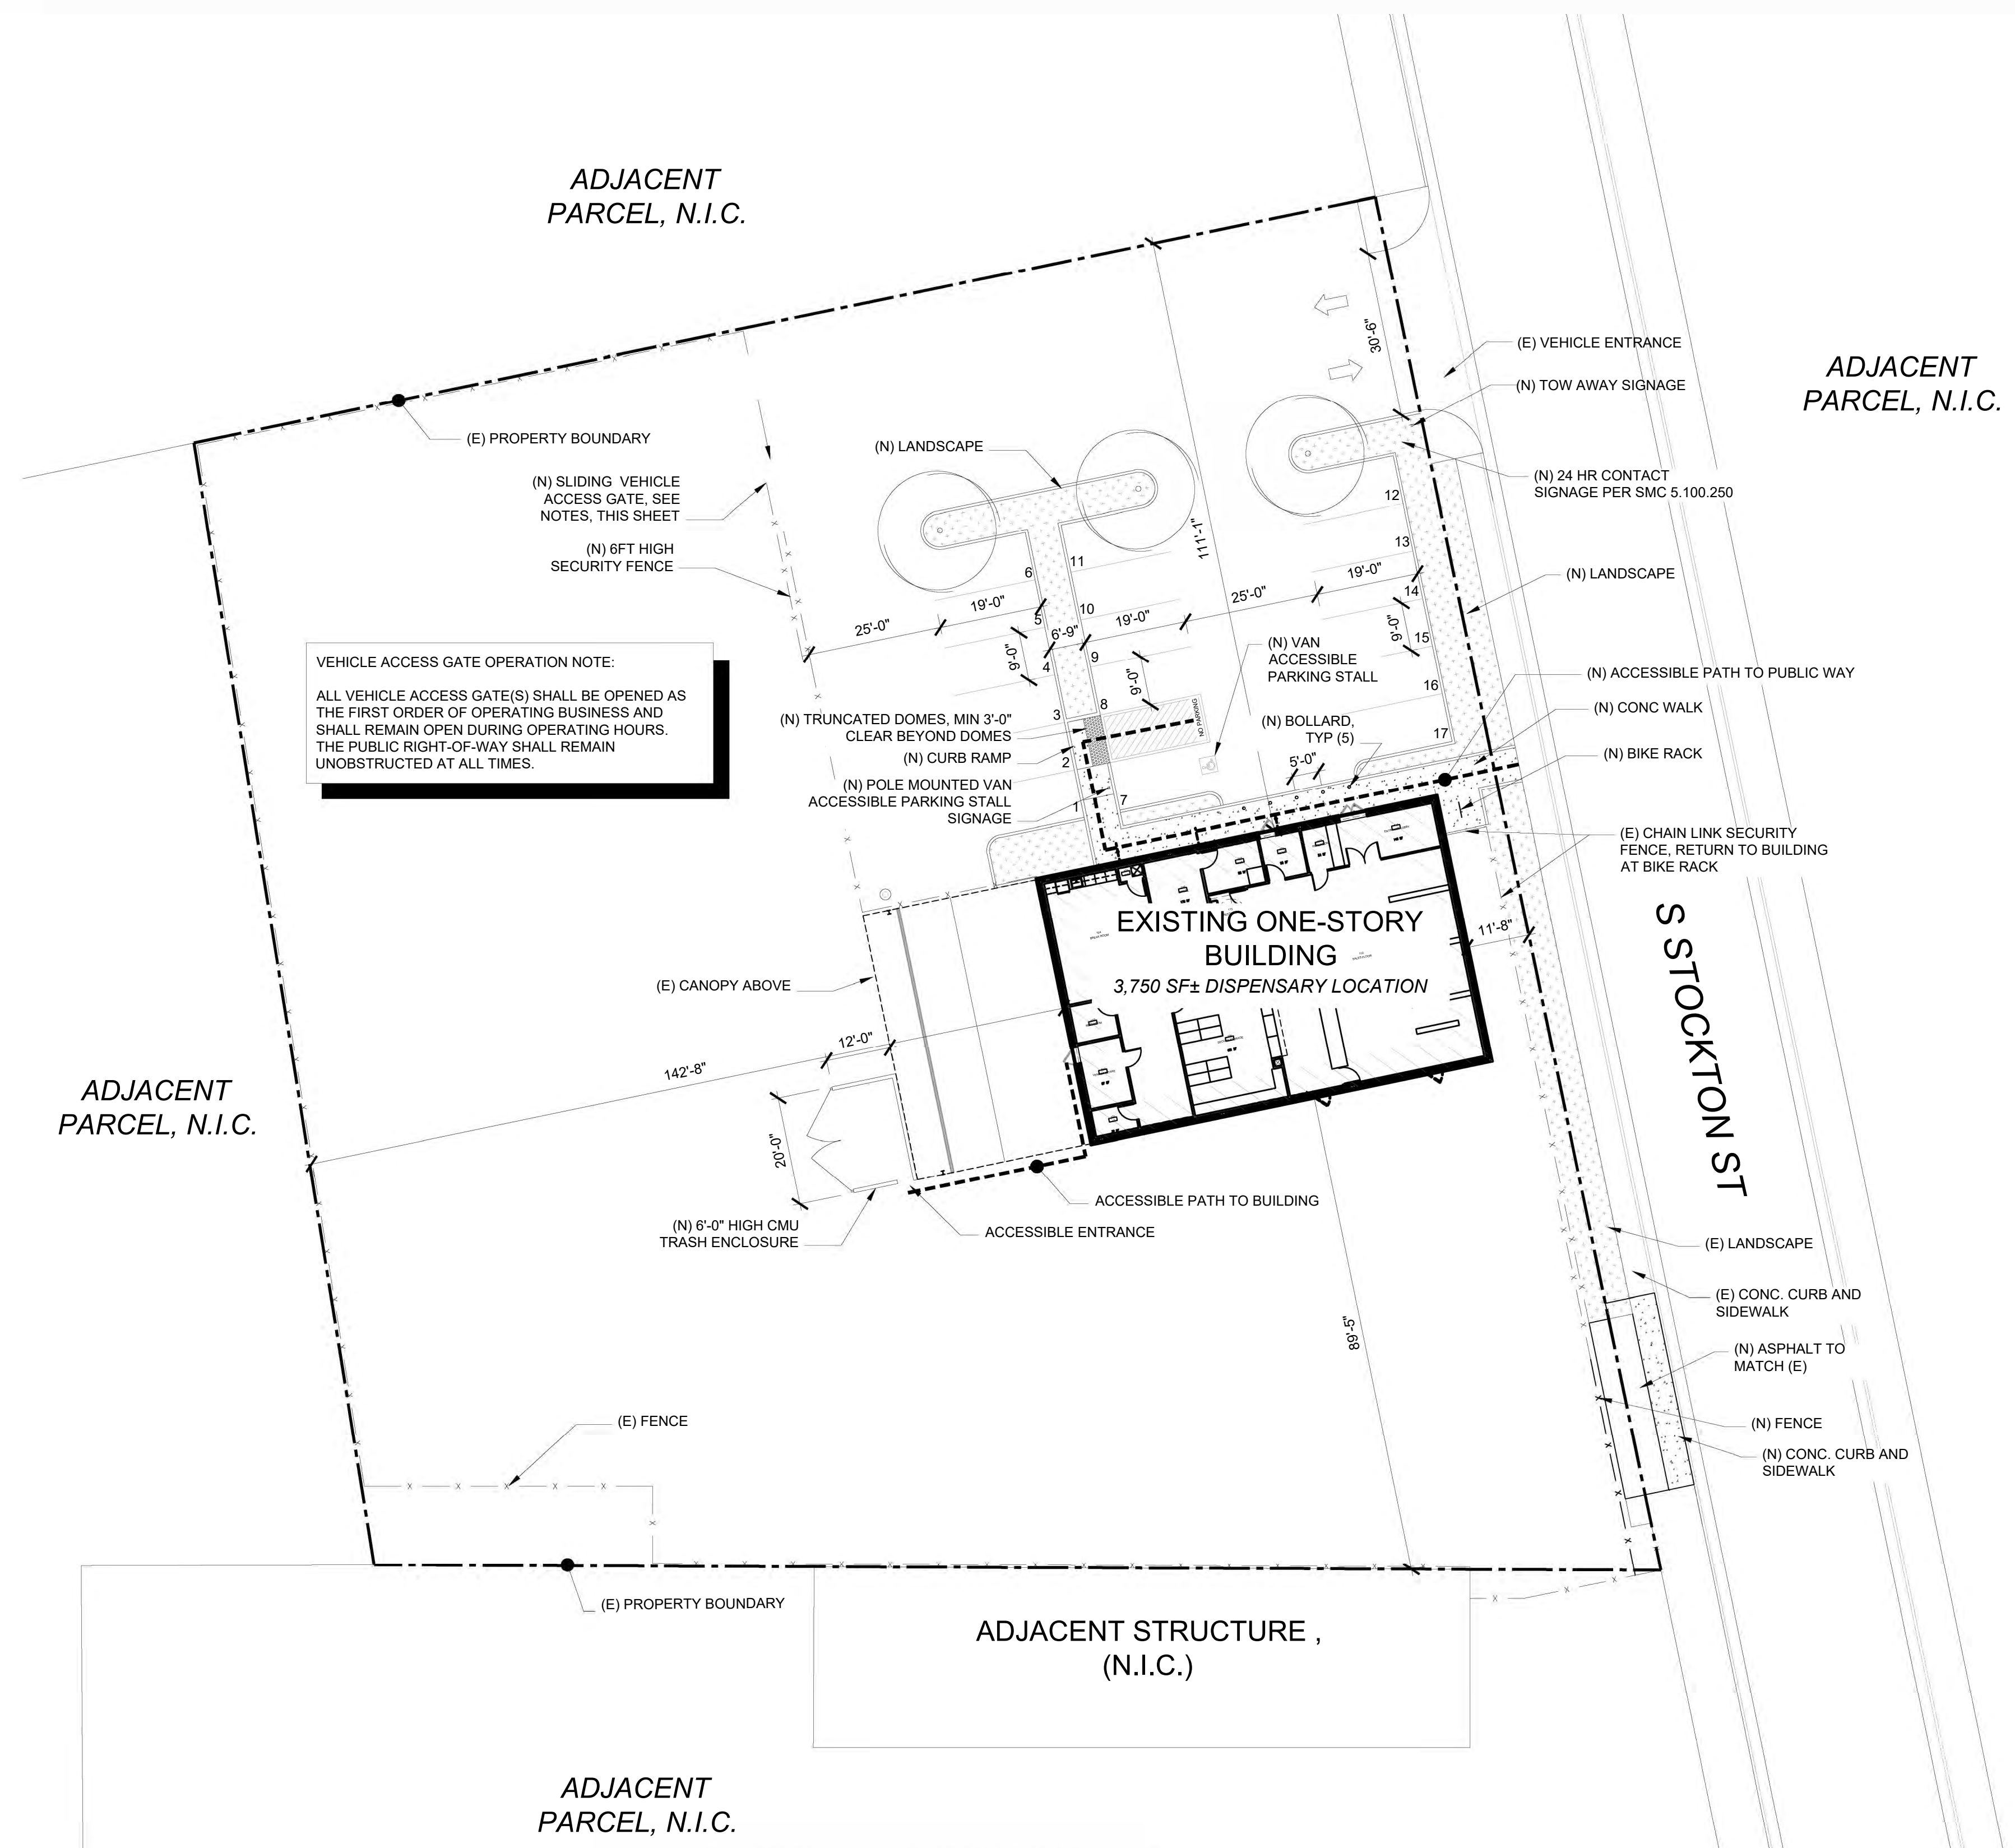 ADJACENT
PARCEL, N.I.C.
30'-6"
(E) VEHICLE ENTRANCE
(N) TOW AWAY SIGNAGE
ADJACENT
PARCEL, N.I.C.
(E) PROPERTY BOUNDARY
(N) LANDSCAPE
(N) SLIDING VEHICLE
ACCESS GATE, SEE
NOTES, THIS SHEET
(N) 24 HR CONTACT
SIGNAGE PER SMC 5.100.250
(N) 6FT HIGH
SECURITY FENCE
111'-1"
12
13
14
15
16
17
6
5
4
3
2
1
11
10
9
8
7
25'-0"
19'-0"
6'-9"
19'-0"
25'-0"
19'-0"
9'-0"
9'-0"
9'-0"
(N) LANDSCAPE
VEHICLE ACCESS GATE OPERATION NOTE:
ALL VEHICLE ACCESS GATE(S) SHALL BE OPENED AS
THE FIRST ORDER OF OPERATING BUSINESS AND
SHALL REMAIN OPEN DURING OPERATING HOURS.
THE PUBLIC RIGHT-OF-WAY SHALL REMAIN
UNOBSTRUCTED AT ALL TIMES.
(N) VAN
ACCESSIBLE
PARKING STALL
(N) ACCESSIBLE PATH TO PUBLIC WAY
(N) CONC WALK
NO PARKING
(N) TRUNCATED DOMES, MIN 3'-0"
CLEAR BEYOND DOMES
(N) CURB RAMP
(N) POLE MOUNTED VAN
ACCESSIBLE PARKING STALL
SIGNAGE
(N) BOLLARD,
TYP (5)
5'-0"
(N) BIKE RACK
(E) CHAIN LINK SECURITY
FENCE, RETURN TO BUILDING
AT BIKE RACK
EXISTING ONE-STORY
BUILDING
3,750 SF± DISPENSARY LOCATION
11'-8"
S STOCKTON ST
(E) CANOPY ABOVE
12'-0"
142'-8"
ADJACENT
PARCEL, N.I.C.
20'-0"
ACCESSIBLE PATH TO BUILDING
ACCESSIBLE ENTRANCE
(N) 6'-0" HIGH CMU
TRASH ENCLOSURE
(E) LANDSCAPE
(E) CONC. CURB AND
SIDEWALK
89'-5"
(N) ASPHALT TO
MATCH (E)
(E) FENCE
(N) FENCE
(N) CONC. CURB AND
SIDEWALK
(E) PROPERTY BOUNDARY
ADJACENT STRUCTURE ,
(N.I.C.)
ADJACENT
PARCEL, N.I.C.